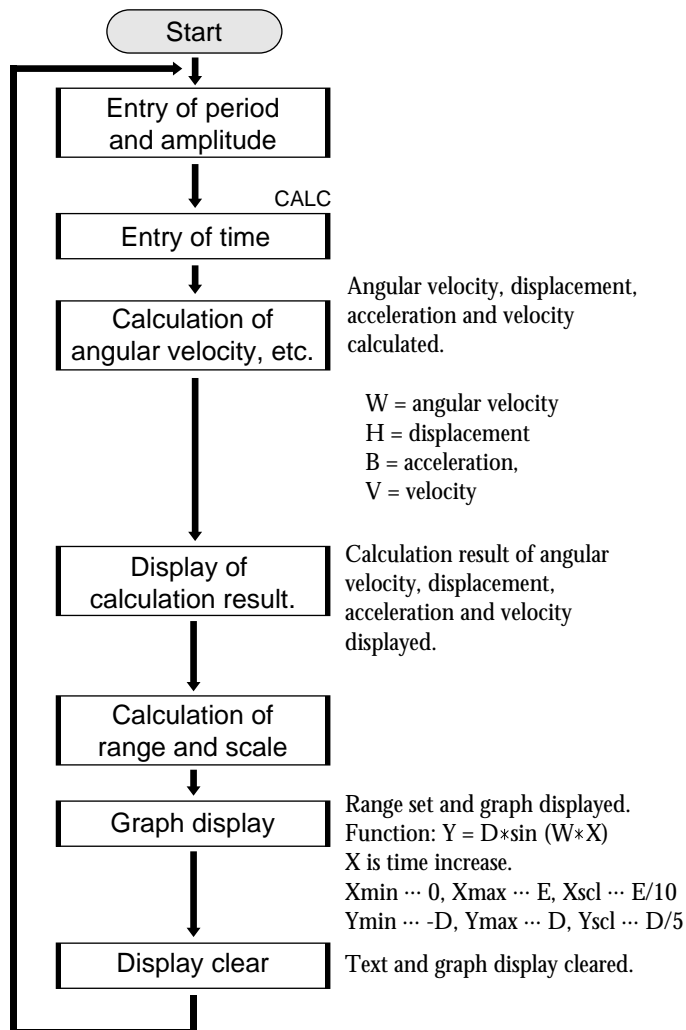 Start
Entry of period
and amplitude
CALC
Entry of time
Calculation of
angular velocity, etc.
Angular velocity, displacement,
acceleration and velocity
calculated.
W = angular velocity
H = displacement
B = acceleration,
V = velocity
Display of
calculation result.
Calculation result of angular
velocity, displacement,
acceleration and velocity
displayed.
Calculation of
range and scale
Graph display
Range set and graph displayed.
Function: Y = D∗sin (W∗X)
X is time increase.
Xmin ··· 0, Xmax ··· E, Xscl ··· E/10
Ymin ··· -D, Ymax ··· D, Yscl ··· D/5
Display clear
Text and graph display cleared.